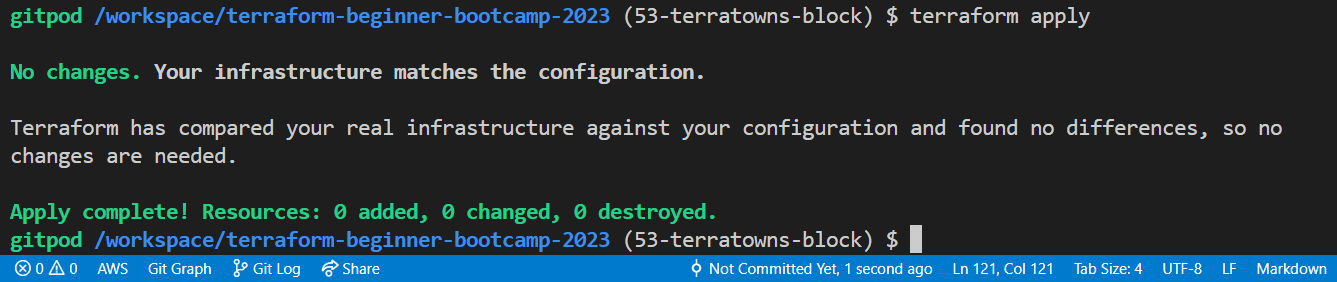 gitpod /workspace/terraform-beginner-bootcamp-2023 (53-terratowns-block) $ terraform apply
No changes. Your infrastructure matches the configuration.
Terraform has compared your real infrastructure against your configuration and found no differences, so no
changes are needed.
Apply complete! Resources: 0 added, 0 changed, 0 destroyed.
gitpod /workspace/terraform-beginner-bootcamp-2023 (53-terratowns-block) $
0 0 AWS Git Graph Git Log Share Not Committed Yet, 1 second ago Ln 121, Col 121 Tab Size: 4 UTF-8 LF Markdown